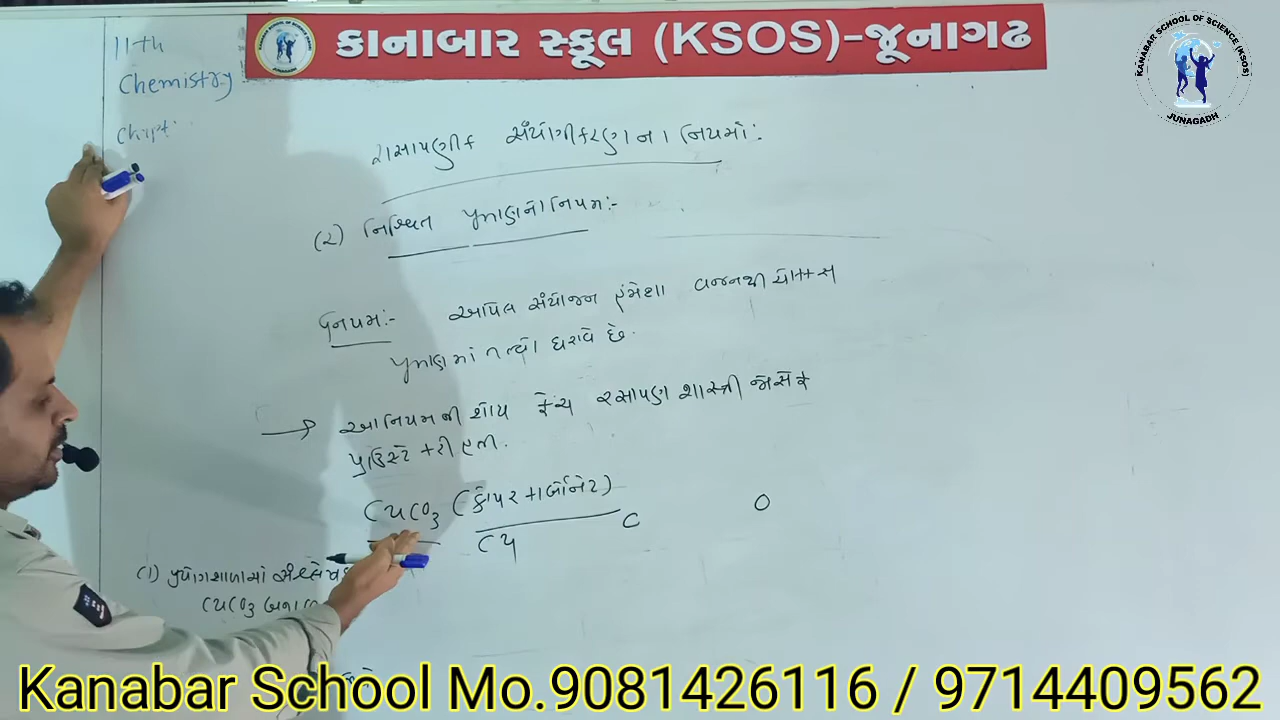 કાનાબાર સ્કૂલ (KSOS)-જૂનાગઢ
KANABAR SCHOOL OF SCIENCE (KSOS)
JUNAGADH
11th
Chemistry
Chapt:
રાસાયણીક સંયોગીકરણના નિયમો:
(૨) નિશ્ચિત પ્રમાણનો નિયમ:-
નિયમ:- આપેલ સંયોજન હંમેશા વજનથી ચોક્કસ
પ્રમાણમાં તત્વો ધરાવે છે.
→ આ નિયમની શોધ ફ્રેંચ રસાયણ શાસ્ત્રી જોસેફ
પ્રાઉસ્ટે કરી હતી.
CuCO₃ (કોપર કાર્બોનેટ)
Cu C O
(1) પ્રયોગશાળામાં
CuCO₃
Kanabar School Mo.9081426116 / 9714409562